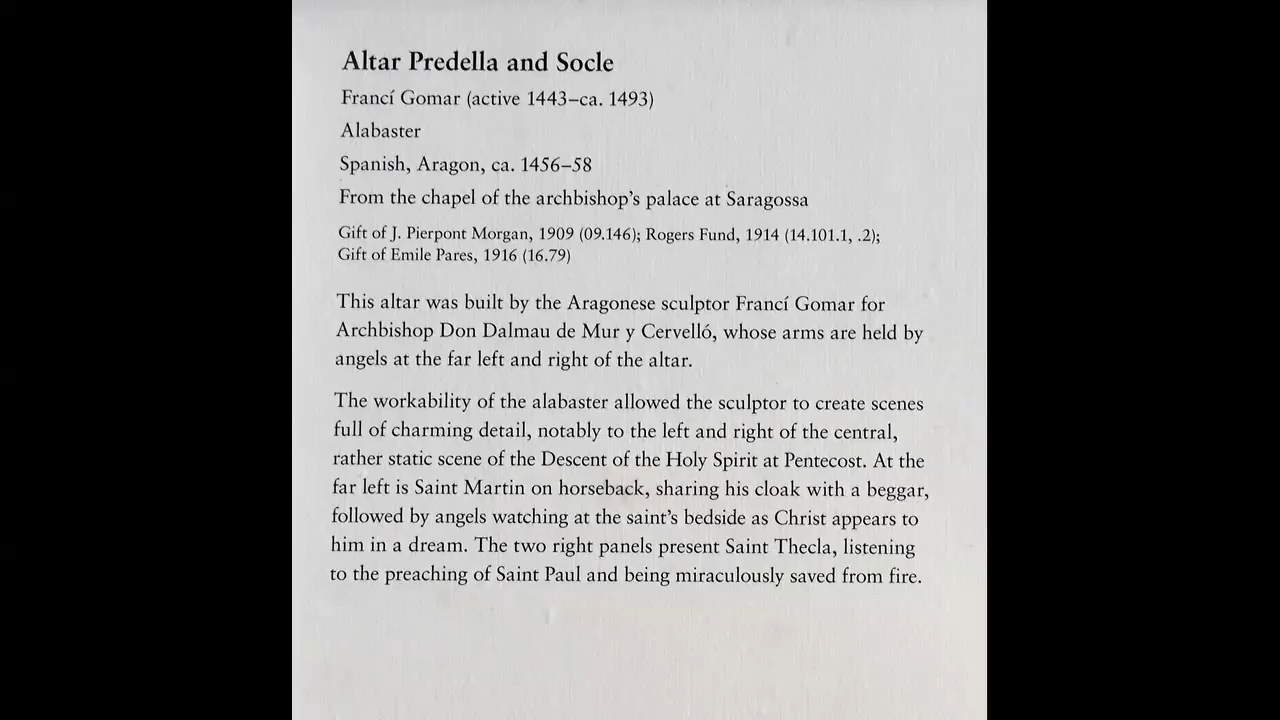 Altar Predella and Socle
Francí Gomar (active 1443–ca. 1493)
Alabaster
Spanish, Aragon, ca. 1456–58
From the chapel of the archbishop's palace at Saragossa
Gift of J. Pierpont Morgan, 1909 (09.146); Rogers Fund, 1914 (14.101.1, .2);
Gift of Emile Pares, 1916 (16.79)
This altar was built by the Aragonese sculptor Francí Gomar for
Archbishop Don Dalmau de Mur y Cervelló, whose arms are held by
angels at the far left and right of the altar.
The workability of the alabaster allowed the sculptor to create scenes
full of charming detail, notably to the left and right of the central,
rather static scene of the Descent of the Holy Spirit at Pentecost. At the
far left is Saint Martin on horseback, sharing his cloak with a beggar,
followed by angels watching at the saint's bedside as Christ appears to
him in a dream. The two right panels present Saint Thecla, listening
to the preaching of Saint Paul and being miraculously saved from fire.